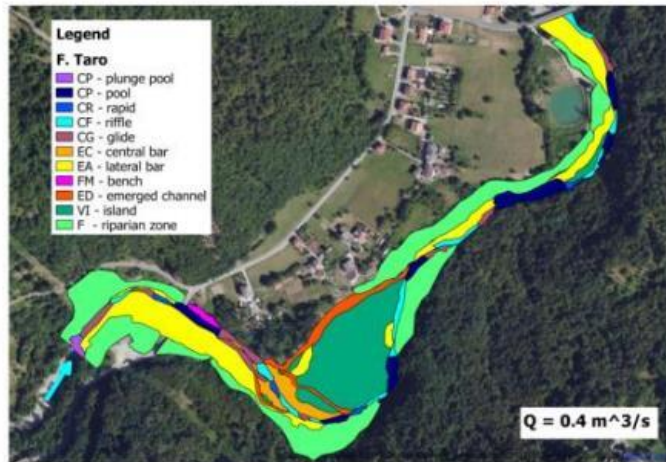 Legend
F. Taro
CP - plunge pool
CP - pool
CR - rapid
CF - riffle
CG - glide
EC - central bar
EA - lateral bar
FM - bench
ED - emerged channel
VI - island
F - riparian zone
Q = 0.4 m^3/s